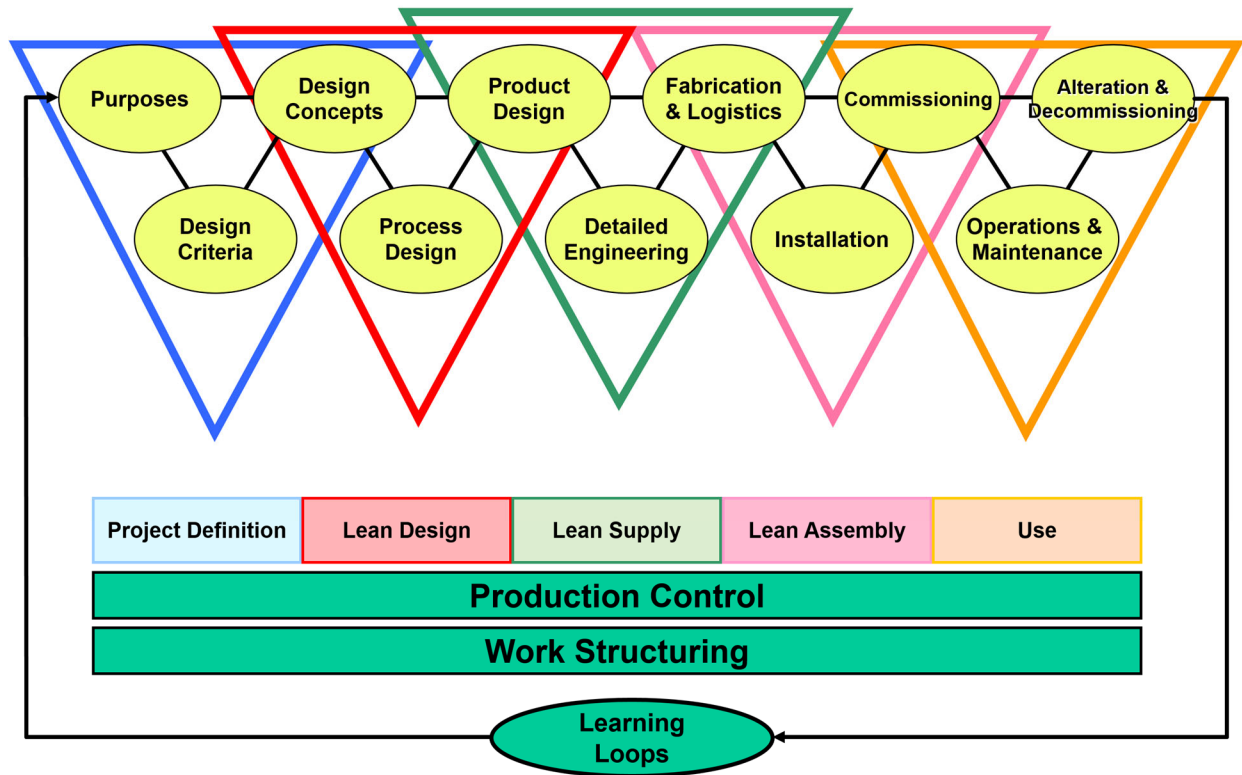 Purposes
Design
Concepts
Product
Design
Fabrication
& Logistics
Commissioning
Alteration &
Decommissioning
Design
Criteria
Process
Design
Detailed
Engineering
Installation
Operations &
Maintenance
Project Definition
Lean Design
Lean Supply
Lean Assembly
Use
Production Control
Work Structuring
Learning
Loops